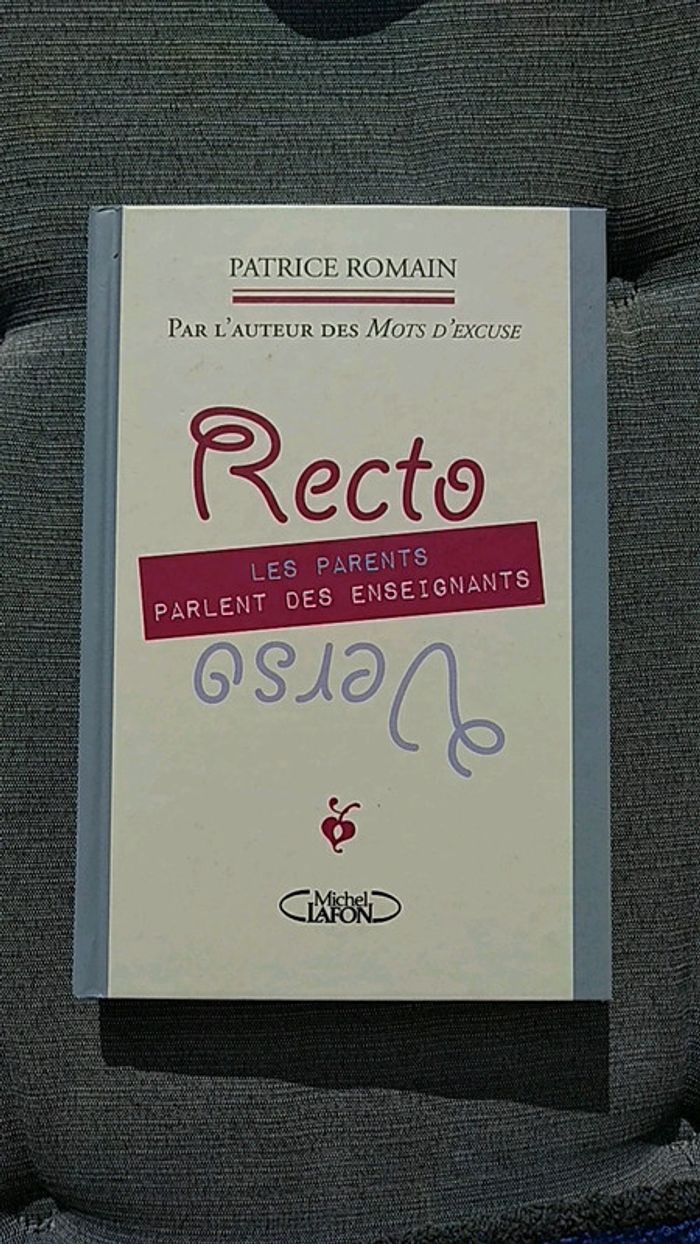 PATRICE ROMAIN
PAR L'AUTEUR DES MOTS D'EXCUSE
Recto
LES PARENTS
PARLENT DES ENSEIGNANTS
Verso
Michel
LAFON